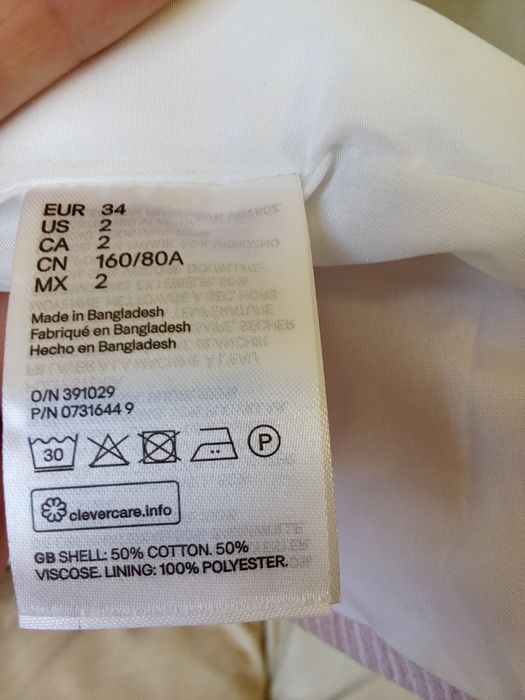 EUR 34
US 2
CA 2
CN 160/80A
MX 2
Made in Bangladesh
Fabriqué en Bangladesh
Hecho en Bangladesh
O/N 391029
P/N 0731644 9
30 P
clevercare.info
GB SHELL: 50% COTTON. 50%
VISCOSE. LINING: 100% POLYESTER.